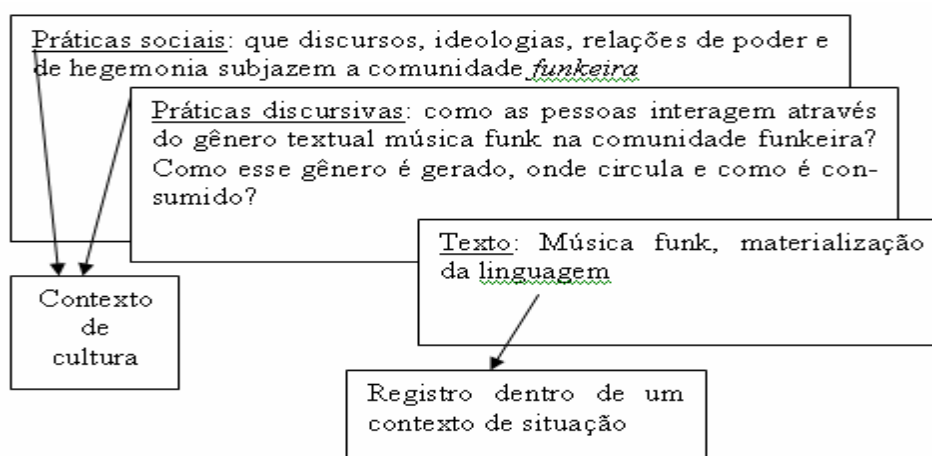 Práticas sociais: que discursos, ideologias, relações de poder e
de hegemonia subjazem a comunidade funkeira
Práticas discursivas: como as pessoas interagem através
do gênero textual música funk na comunidade funkeira?
Como esse gênero é gerado, onde circula e como é con-
sumido?
Texto: Música funk, materialização
da linguagem
Contexto
de
cultura
Registro dentro de um
contexto de situação